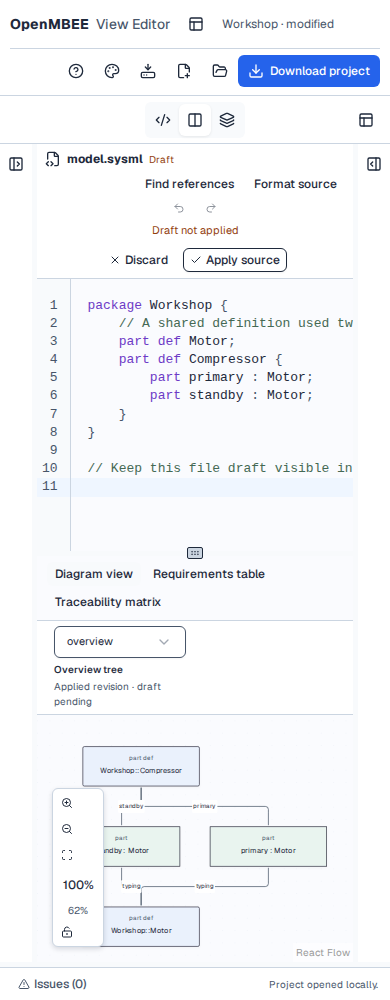 OpenMBEE View Editor Workshop · modified
Download project
model.sysml Draft
Find references Format source
Draft not applied
Discard Apply source
1 package Workshop {
2 // A shared definition used tw
3 part def Motor;
4 part def Compressor {
5 part primary : Motor;
6 part standby : Motor;
7 }
8 }
9
10 // Keep this file draft visible in
11
Diagram view Requirements table
Traceability matrix
overview
Overview tree
Applied revision · draft
pending
part def
Workshop::Compressor
standby primary
part part
ndby : Motor primary : Motor
100%
typing typing
62%
part def
Workshop::Motor
React Flow
Issues (0) Project opened locally.